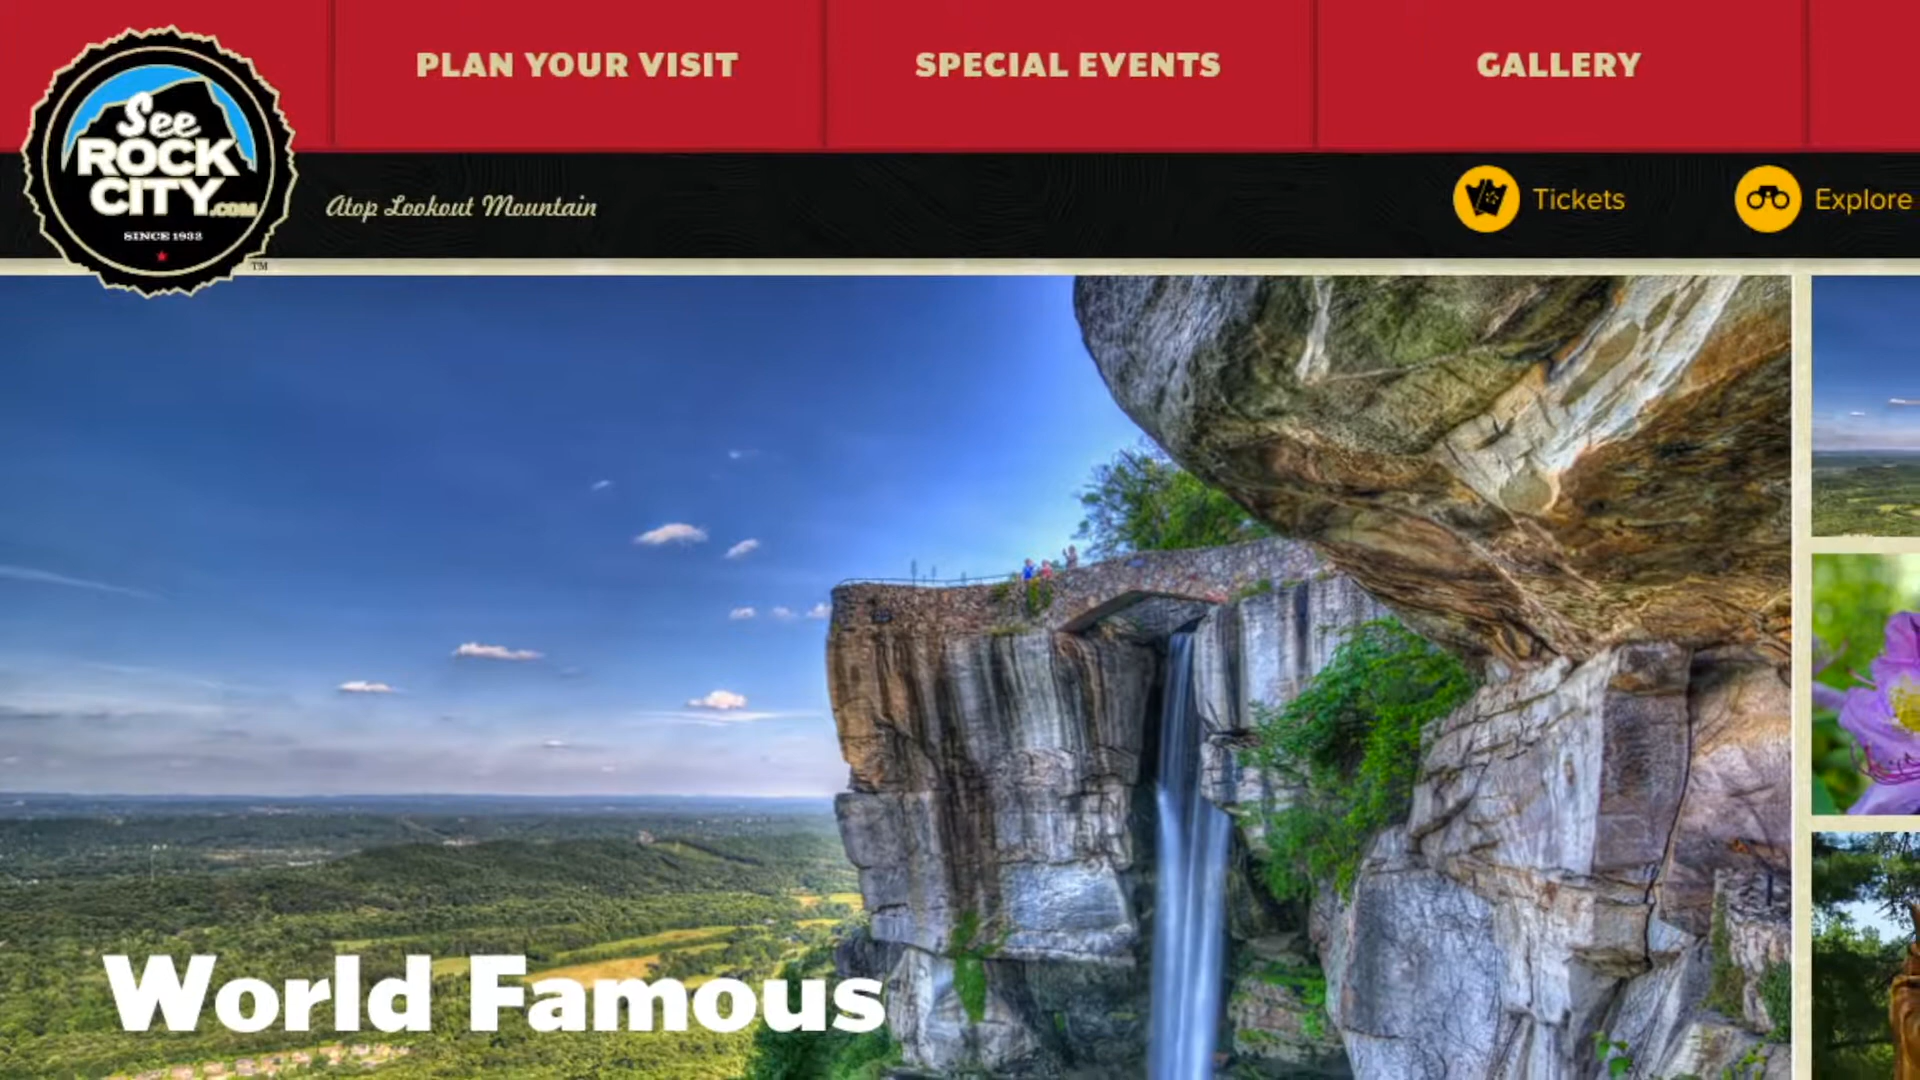 PLAN YOUR VISIT
SPECIAL EVENTS
GALLERY
See
ROCK
CITY.COM
SINCE 1932
TM
Atop Lookout Mountain
Tickets
Explore
World Famous